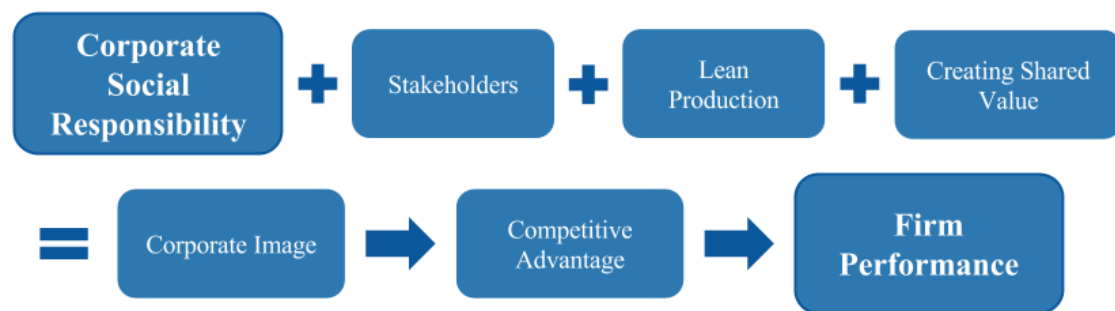 Corporate
Social
Responsibility
Stakeholders
Lean
Production
Creating Shared
Value
Corporate Image
Competitive
Advantage
Firm
Performance